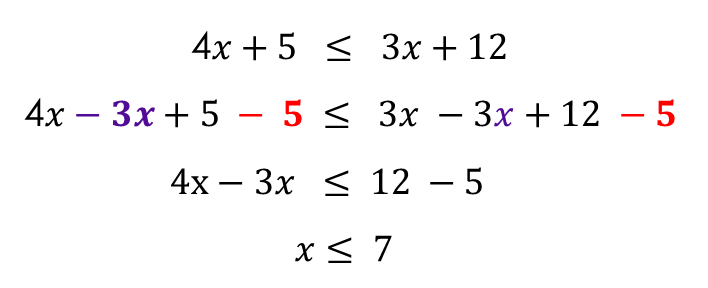 4x + 5 ≤ 3x + 12
4x − 3x + 5 − 5 ≤ 3x − 3x + 12 − 5
4x − 3x ≤ 12 − 5
x ≤ 7